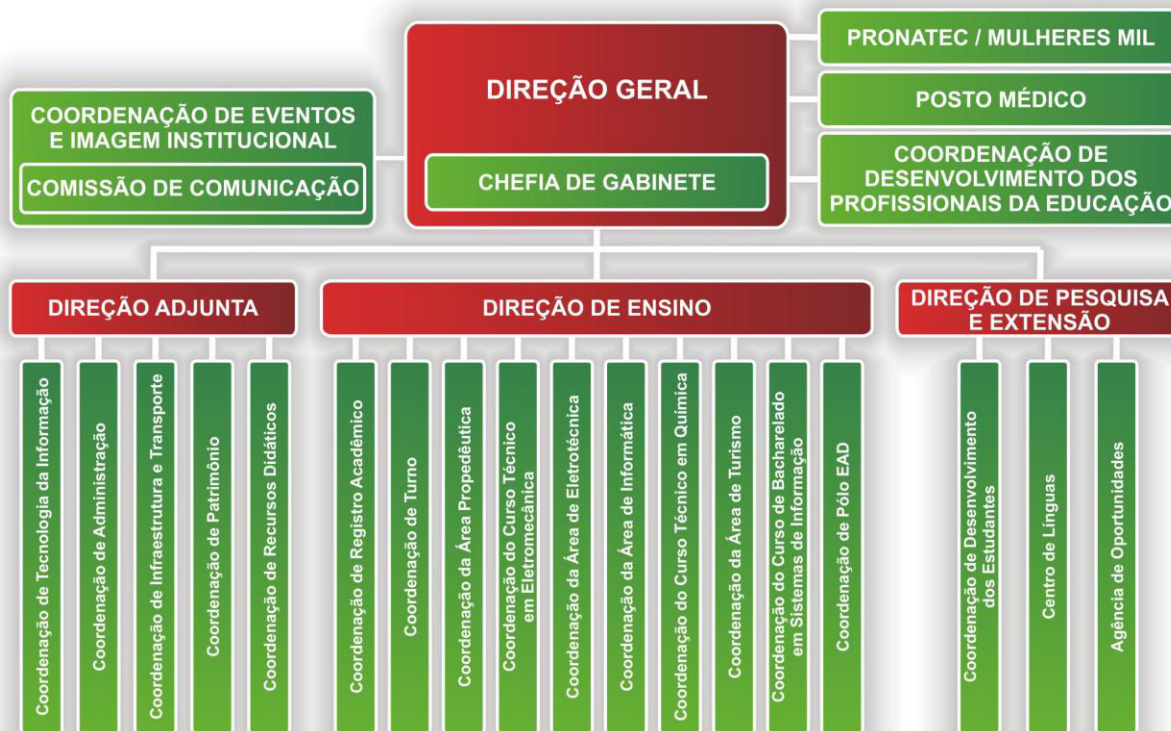 DIREÇÃO GERAL
CHEFIA DE GABINETE
COORDENAÇÃO DE EVENTOS
E IMAGEM INSTITUCIONAL
COMISSÃO DE COMUNICAÇÃO
PRONATEC / MULHERES MIL
POSTO MÉDICO
COORDENAÇÃO DE
DESENVOLVIMENTO DOS
PROFISSIONAIS DA EDUCAÇÃO
DIREÇÃO ADJUNTA
Coordenação de Tecnologia da Informação
Coordenação de Administração
Coordenação de Infraestrutura e Transporte
Coordenação de Patrimônio
Coordenação de Recursos Didáticos
DIREÇÃO DE ENSINO
Coordenação de Registro Acadêmico
Coordenação de Turno
Coordenação da Área Propedêutica
Coordenação do Curso Técnico
em Eletromecânica
Coordenação da Área de Eletrotécnica
Coordenação da Área de Informática
Coordenação do Curso Técnico em Química
Coordenação da Área de Turismo
Coordenação do Curso de Bacharelado
em Sistemas de Informação
Coordenação de Pólo EAD
DIREÇÃO DE PESQUISA
E EXTENSÃO
Coordenação de Desenvolvimento
dos Estudantes
Centro de Línguas
Agência de Oportunidades